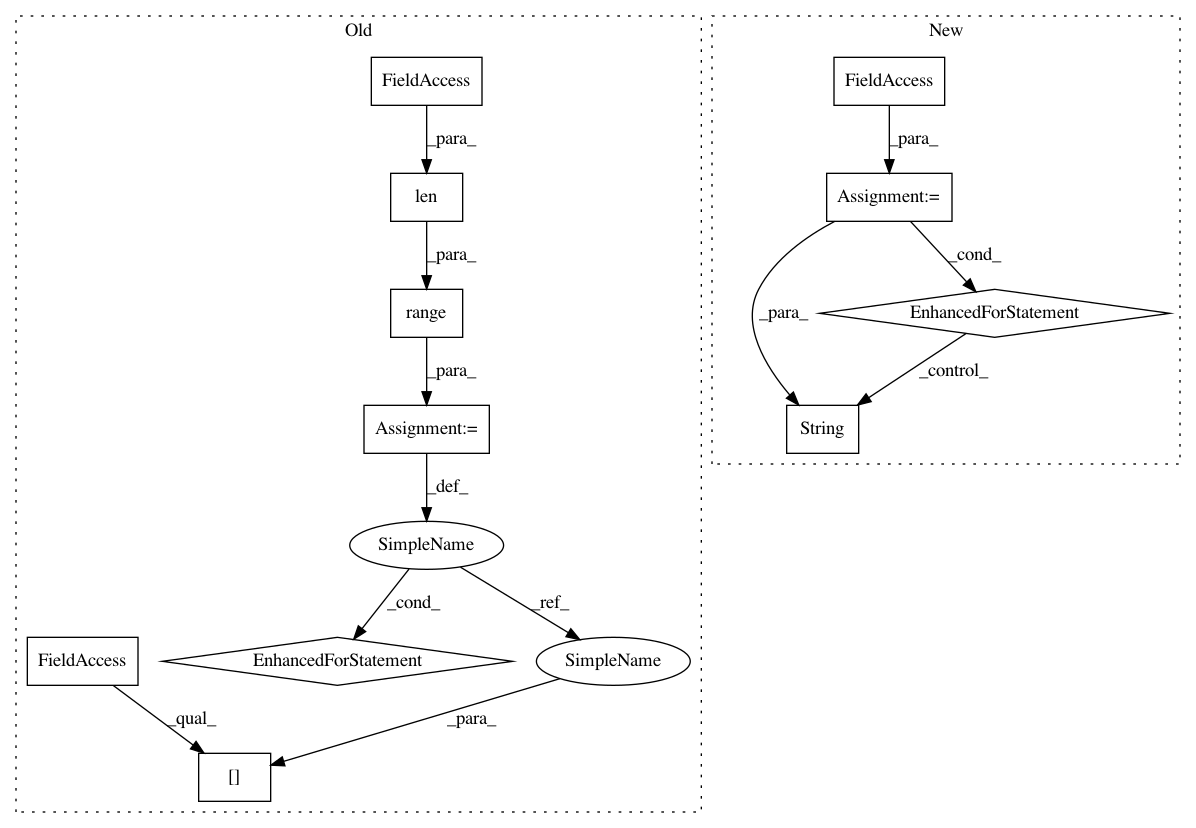 Old
New
FieldAccess
_para_
len
_para_
range
_para_
Assignment:=
_def_
SimpleName
_cond_
_ref_
FieldAccess
EnhancedForStatement
SimpleName
_qual_
_para_
[]
FieldAccess
_para_
Assignment:=
_cond_
_para_
EnhancedForStatement
_control_
String